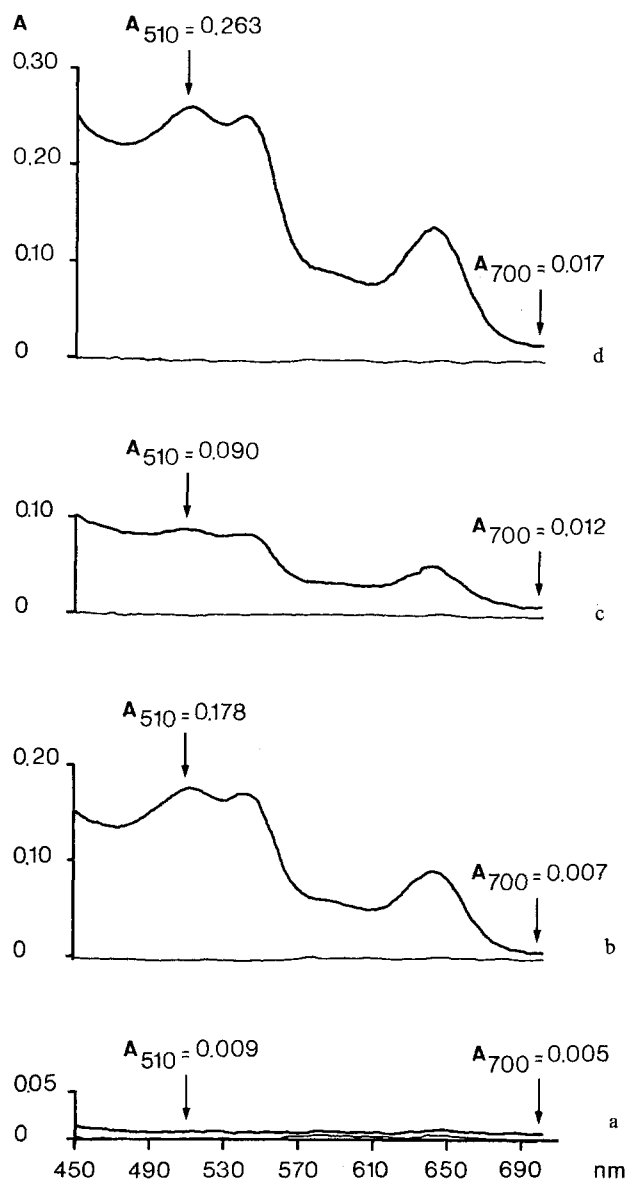 A
A510 = 0.263
0.30
0.20
0.10
0
A700 = 0.017
d
A510 = 0.090
0.10
0
A700 = 0.012
c
A510 = 0.178
0.20
0.10
0
A700 = 0.007
b
A510 = 0.009
A700 = 0.005
0.05
0
a
450 490 530 570 610 650 690 nm